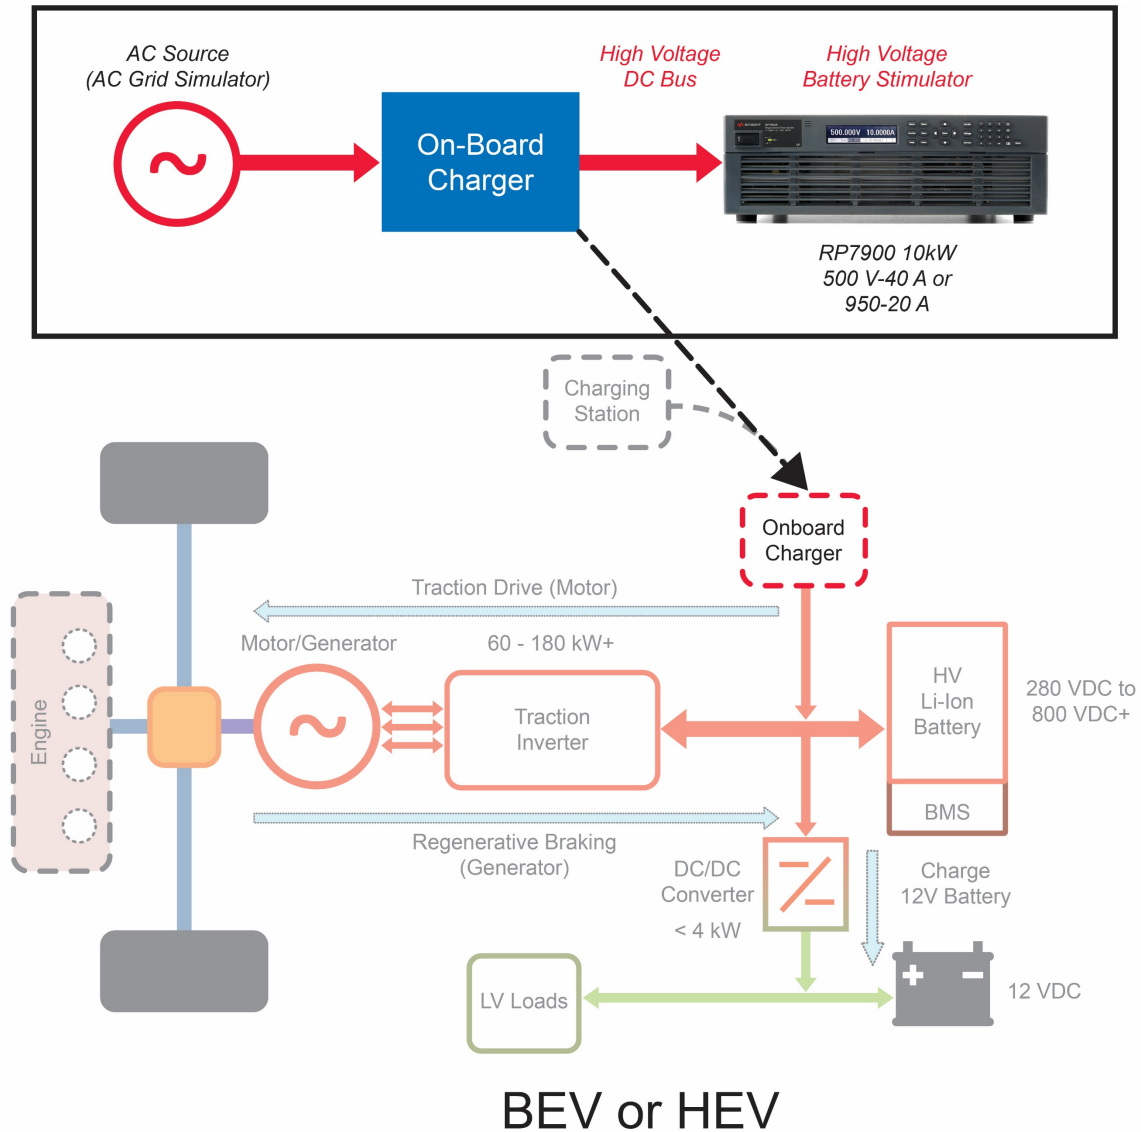 AC Source
(AC Grid Simulator)
High Voltage
DC Bus
High Voltage
Battery Stimulator
On-Board
Charger
500.000V 10.0000A
RP7900 10kW
500 V-40 A or
950-20 A
Charging
Station
Onboard
Charger
Traction Drive (Motor)
Motor/Generator
60 - 180 kW+
Engine
Traction
Inverter
HV
Li-Ion
Battery
280 VDC to
800 VDC+
BMS
Regenerative Braking
(Generator)
DC/DC
Converter
< 4 kW
Charge
12V Battery
LV Loads
12 VDC
BEV or HEV